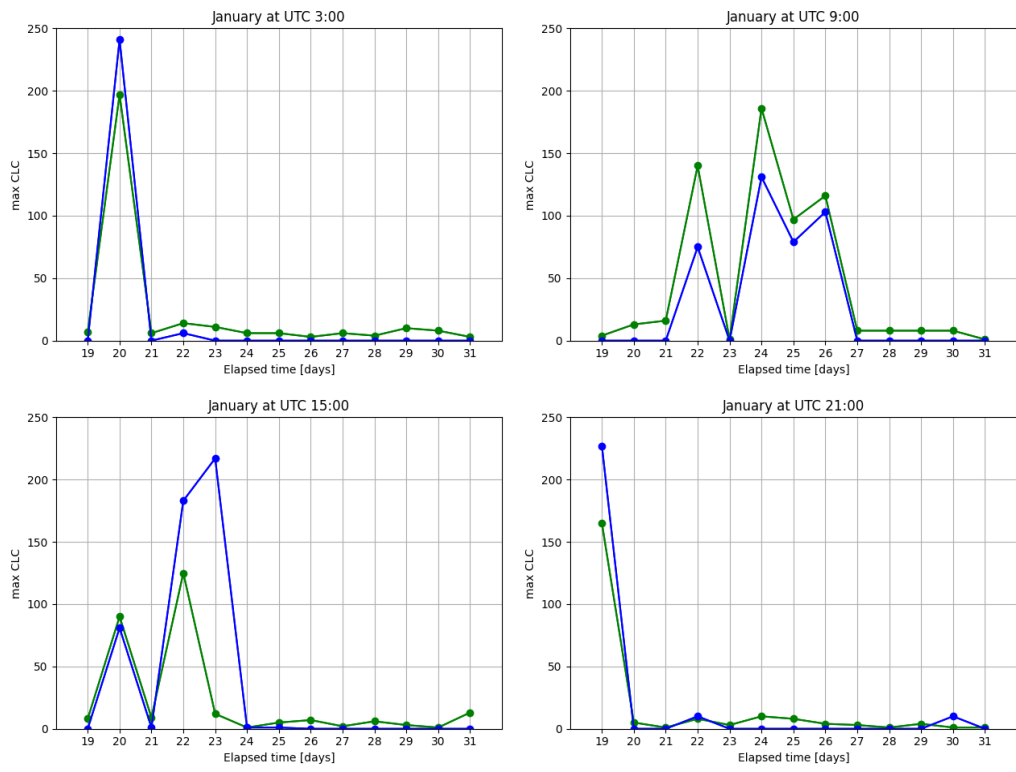 January at UTC 3:00
250
200
150
100
50
0
max CLC
19 20 21 22 23 24 25 26 27 28 29 30 31
Elapsed time [days]
January at UTC 9:00
250
200
150
100
50
0
max CLC
19 20 21 22 23 24 25 26 27 28 29 30 31
Elapsed time [days]
January at UTC 15:00
250
200
150
100
50
0
max CLC
19 20 21 22 23 24 25 26 27 28 29 30 31
Elapsed time [days]
January at UTC 21:00
250
200
150
100
50
0
max CLC
19 20 21 22 23 24 25 26 27 28 29 30 31
Elapsed time [days]